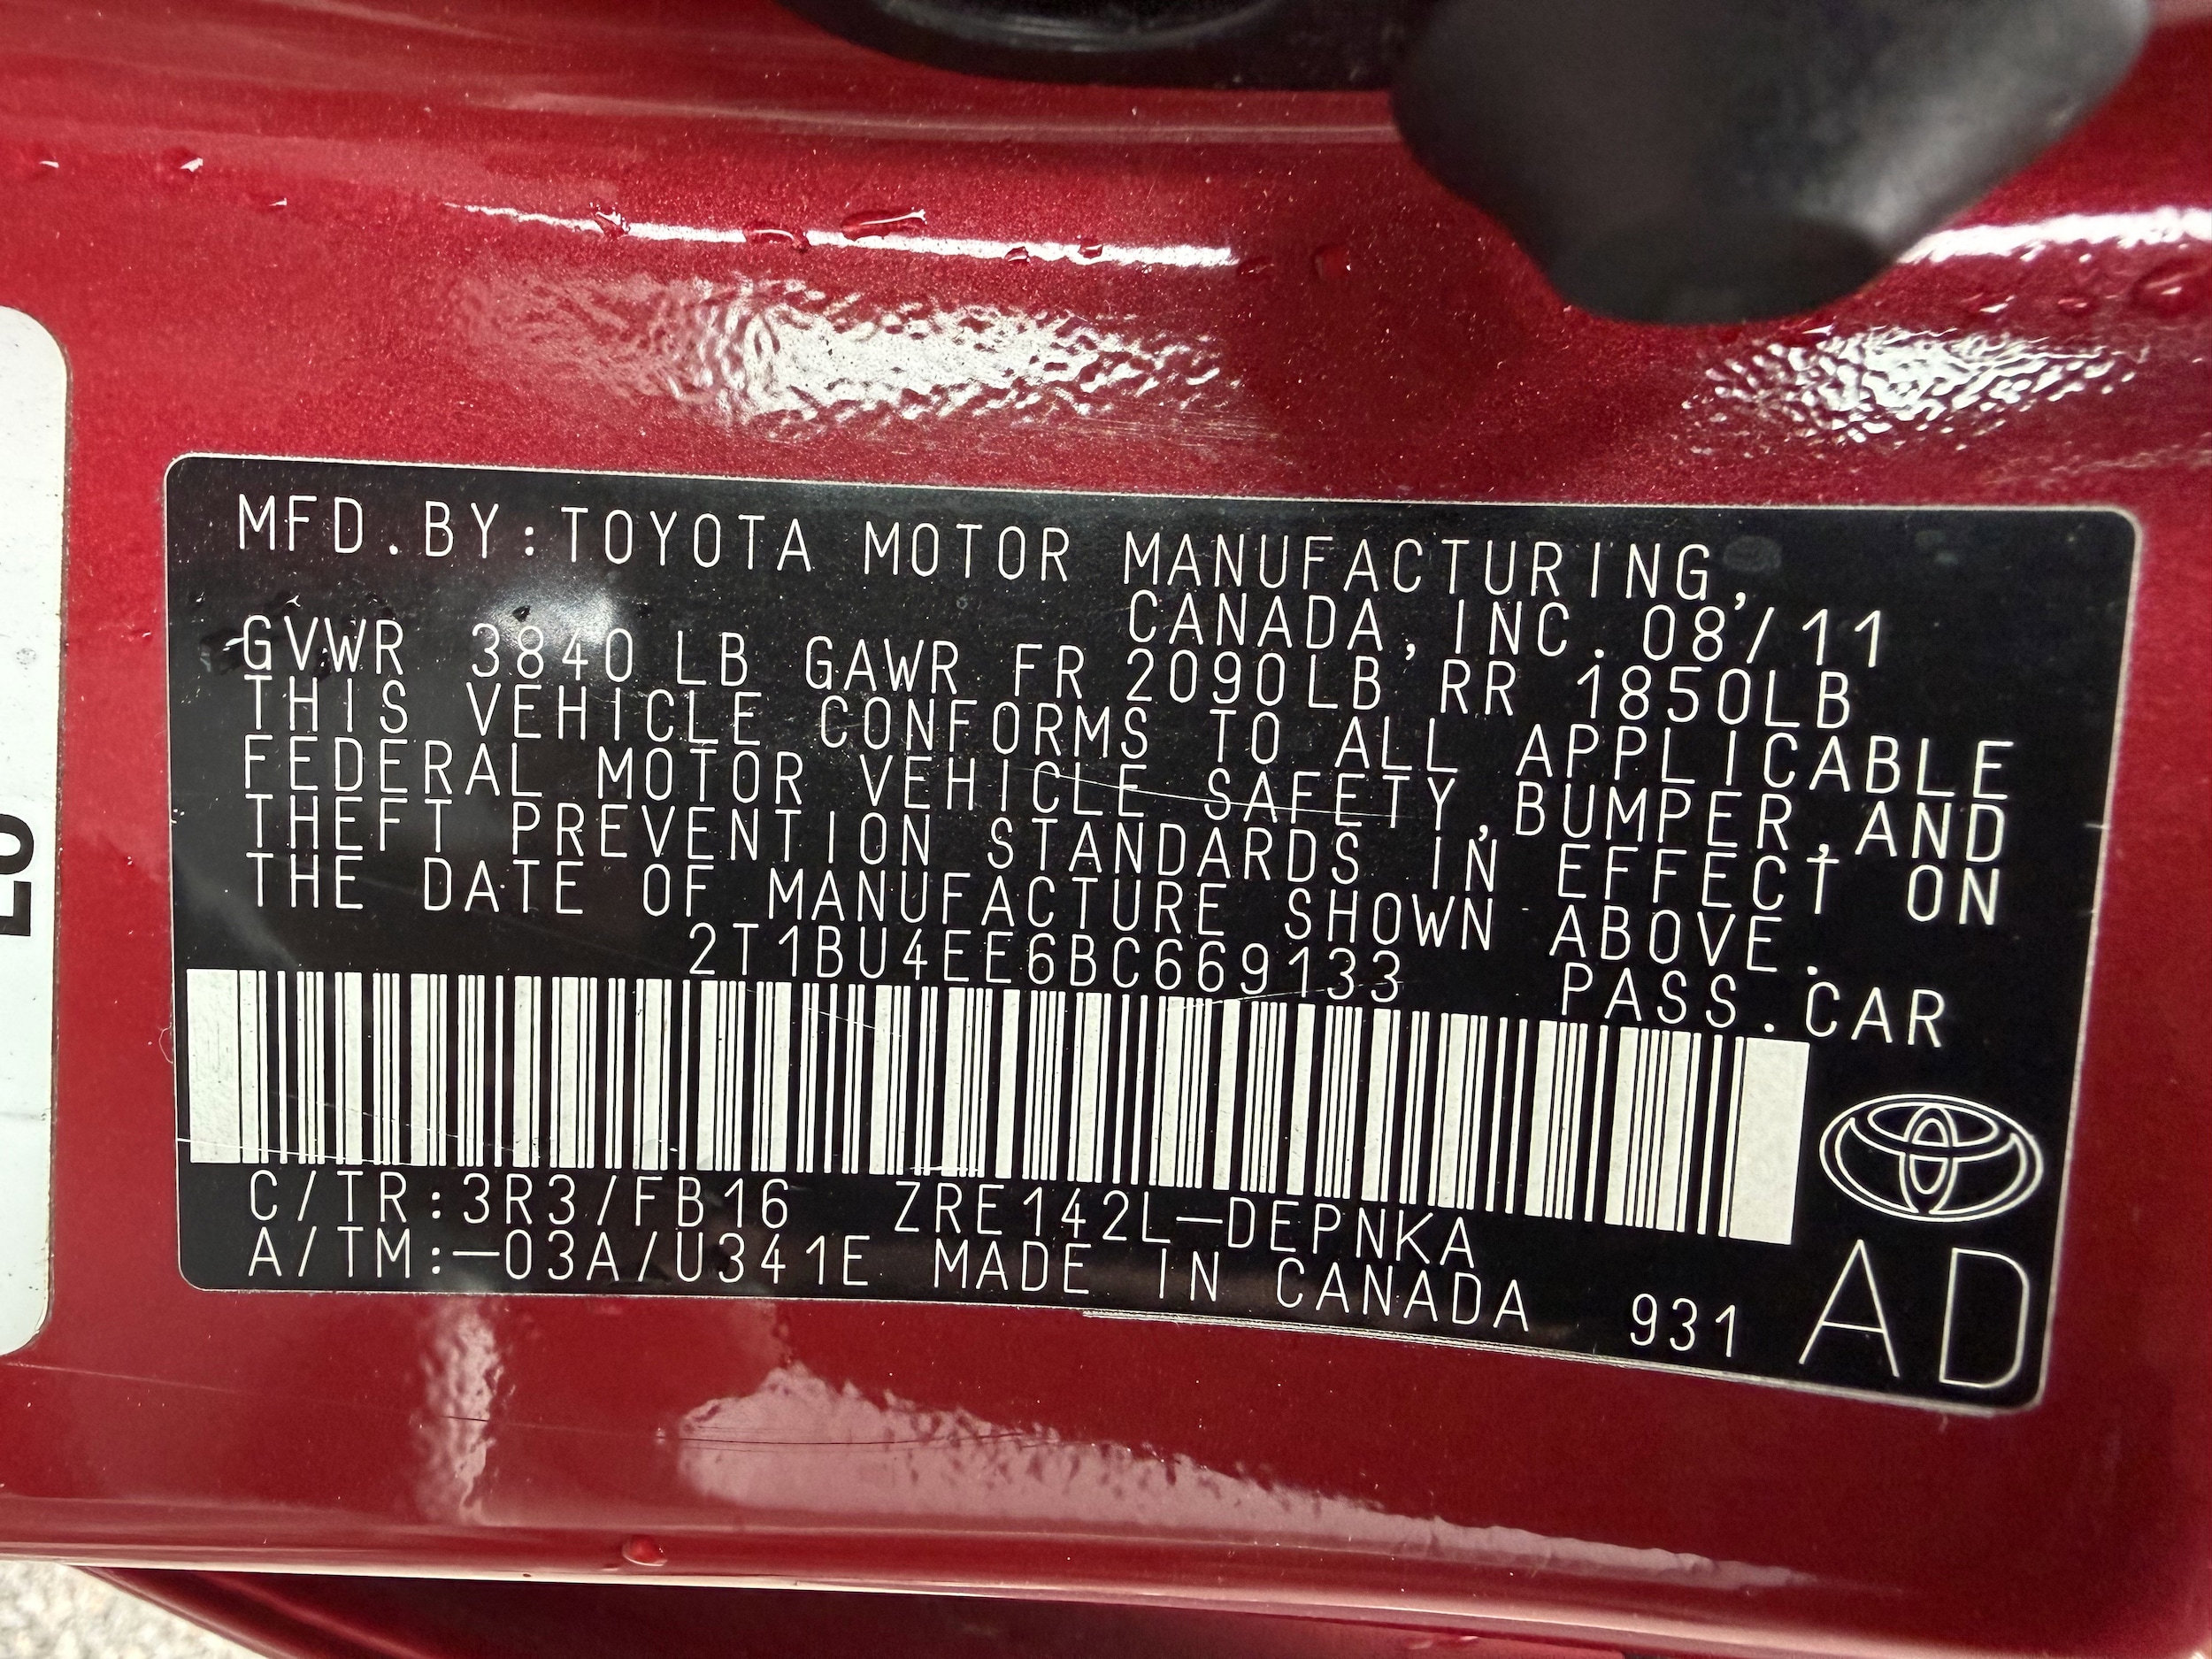 MFD.BY:TOYOTA MOTOR MANUFACTURING,
CANADA,INC.08/11
GVWR 3840LB GAWR FR 2090LB RR 1850LB
THIS VEHICLE CONFORMS TO ALL APPLICABLE
FEDERAL MOTOR VEHICLE SAFETY,BUMPER,AND
THEFT PREVENTION STANDARDS IN EFFECT ON
THE DATE OF MANUFACTURE SHOWN ABOVE.
2T1BU4EE6BC669133 PASS.CAR
C/TR:3R3/FB16 ZRE142L-DEPNKA
A/TM:-03A/U341E MADE IN CANADA 931 AD